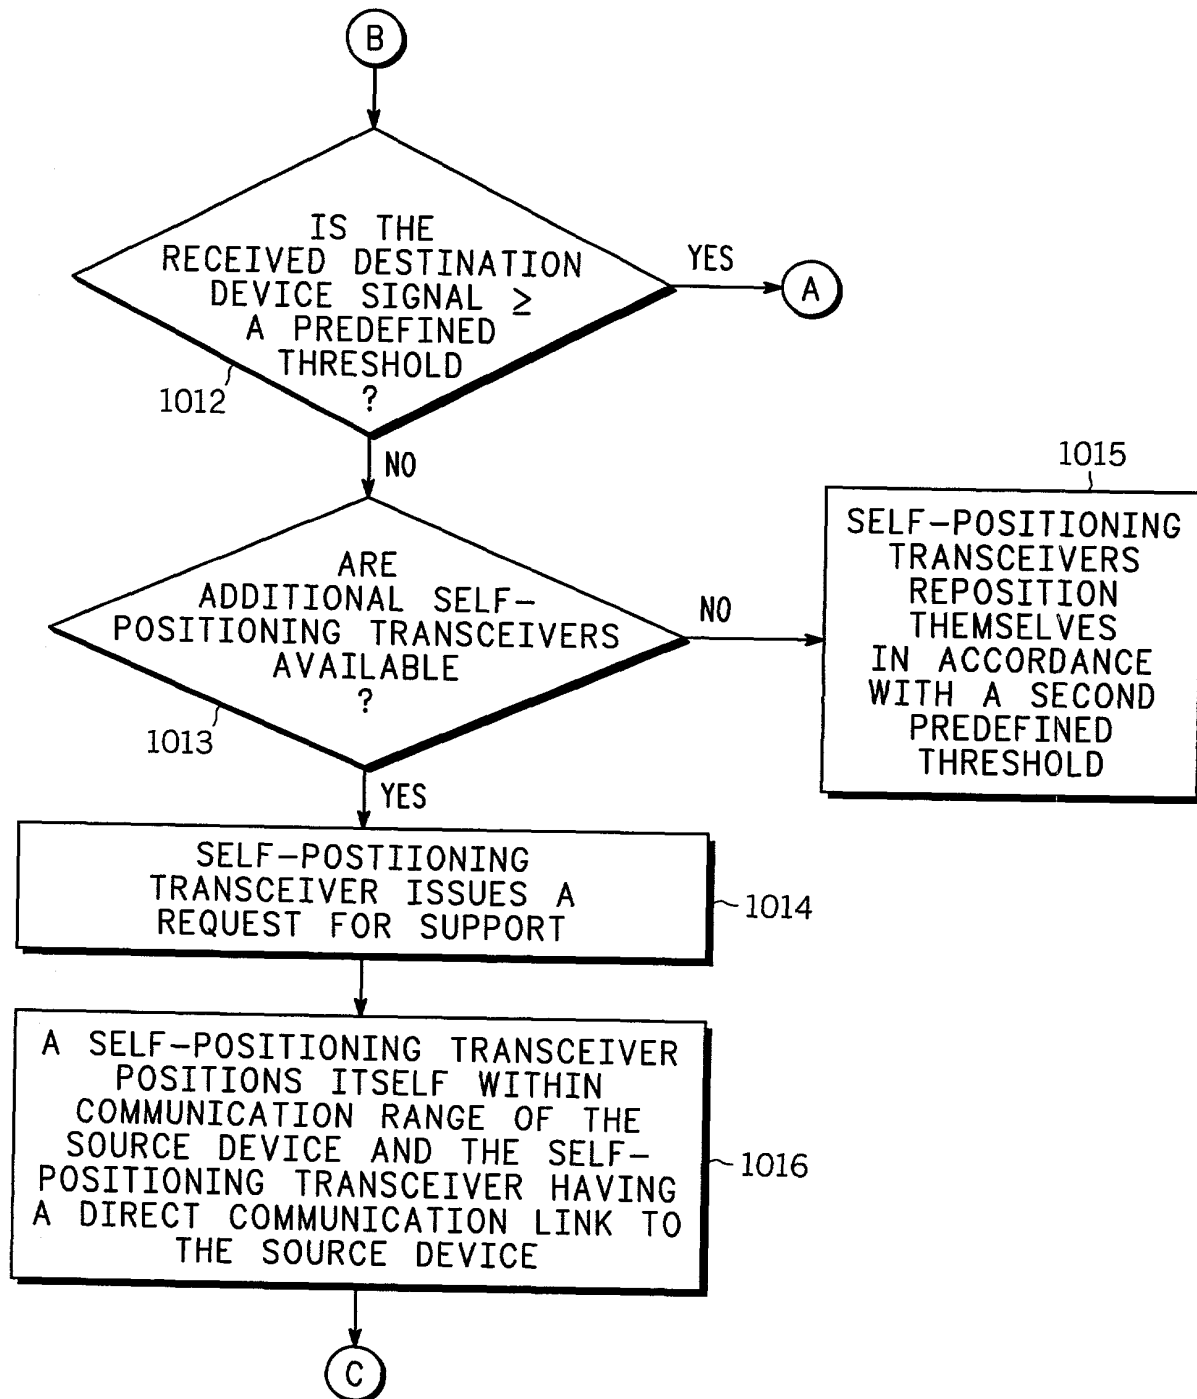 B
IS THE
RECEIVED DESTINATION
DEVICE SIGNAL ≥
A PREDEFINED
THRESHOLD
?
1012
YES
A
NO
ARE
ADDITIONAL SELF-
POSITIONING TRANSCEIVERS
AVAILABLE
?
1013
NO
1015
SELF-POSITIONING
TRANSCEIVERS
REPOSITION
THEMSELVES
IN ACCORDANCE
WITH A SECOND
PREDEFINED
THRESHOLD
YES
SELF-POSTIIONING
TRANSCEIVER ISSUES A
REQUEST FOR SUPPORT
1014
A SELF-POSITIONING TRANSCEIVER
POSITIONS ITSELF WITHIN
COMMUNICATION RANGE OF THE
SOURCE DEVICE AND THE SELF-
POSITIONING TRANSCEIVER HAVING
A DIRECT COMMUNICATION LINK TO
THE SOURCE DEVICE
1016
C